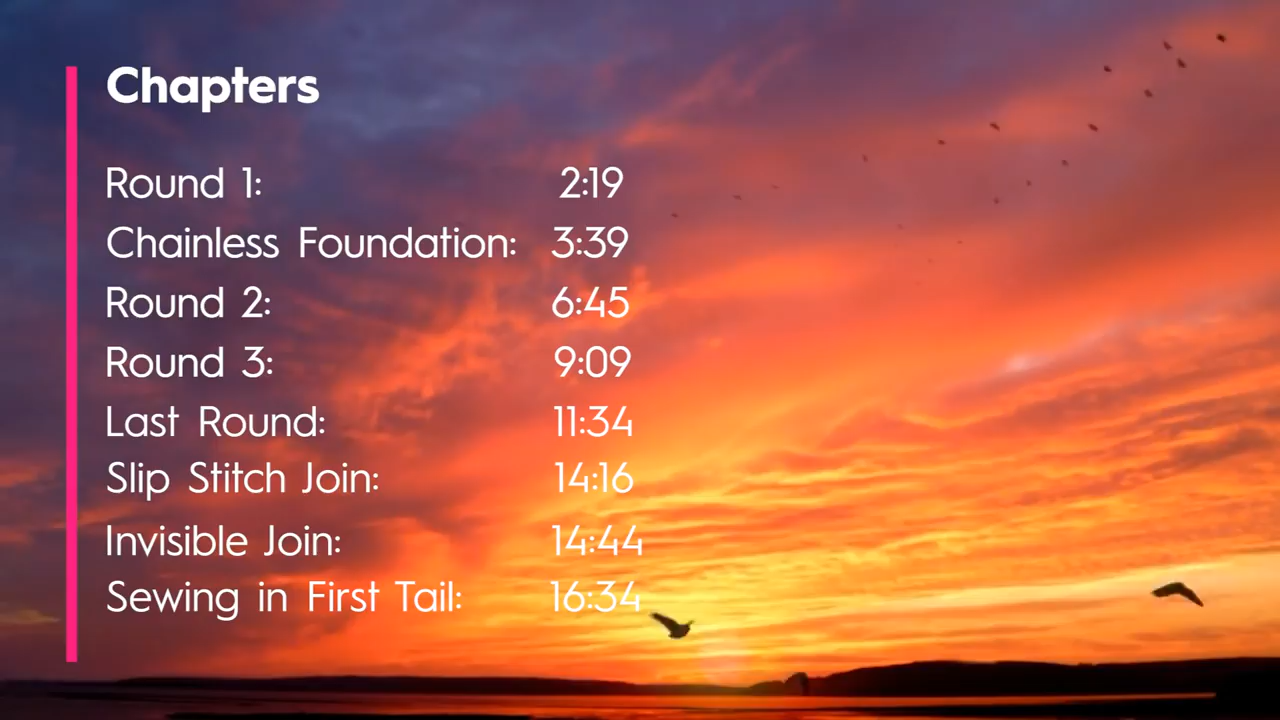 Chapters
Round 1: 2:19
Chainless Foundation: 3:39
Round 2: 6:45
Round 3: 9:09
Last Round: 11:34
Slip Stitch Join: 14:16
Invisible Join: 14:44
Sewing in First Tail: 16:34